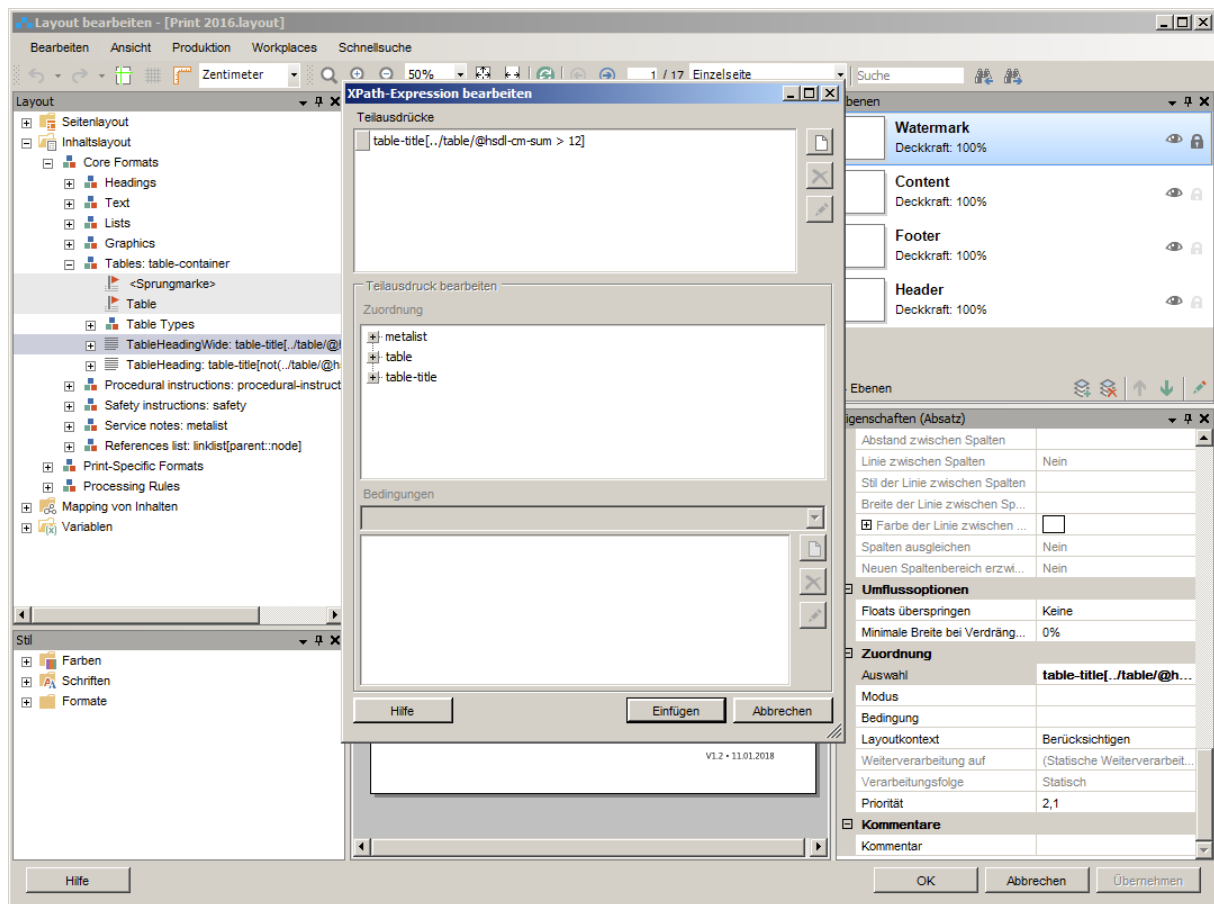 Layout bearbeiten - [Print 2016.layout]
Bearbeiten Ansicht Produktion Workplaces Schnellsuche
Zentimeter 50% 1 / 17 Einzelseite Suche
Layout
Seitenlayout
Inhaltslayout
Core Formats
Headings
Text
Lists
Graphics
Tables: table-container
<Sprungmarke>
Table
Table Types
TableHeadingWide: table-title[../table/@h
TableHeading: table-title[not(../table/@h
Procedural instructions: procedural-instruct
Safety instructions: safety
Service notes: metalist
References list: linklist[parent::node]
Print-Specific Formats
Processing Rules
Mapping von Inhalten
Variablen
Stil
Farben
Schriften
Formate
XPath-Expression bearbeiten
Teilausdrücke
table-title[../table/@hsdl-cm-sum > 12]
Teilausdruck bearbeiten
Zuordnung
metalist
table
table-title
Bedingungen
Hilfe Einfügen Abbrechen
V1.2 • 11.01.2018
benen
Watermark
Deckkraft: 100%
Content
Deckkraft: 100%
Footer
Deckkraft: 100%
Header
Deckkraft: 100%
Ebenen
igenschaften (Absatz)
Abstand zwischen Spalten
Linie zwischen Spalten Nein
Stil der Linie zwischen Spalten
Breite der Linie zwischen Sp...
Farbe der Linie zwischen ...
Spalten ausgleichen Nein
Neuen Spaltenbereich erzwi... Nein
Umflussoptionen
Floats überspringen Keine
Minimale Breite bei Verdräng... 0%
Zuordnung
Auswahl table-title[../table/@h...
Modus
Bedingung
Layoutkontext Berücksichtigen
Weiterverarbeitung auf (Statische Weiterverarbeit...
Verarbeitungsfolge Statisch
Priorität 2,1
Kommentare
Kommentar
Hilfe OK Abbrechen Übernehmen